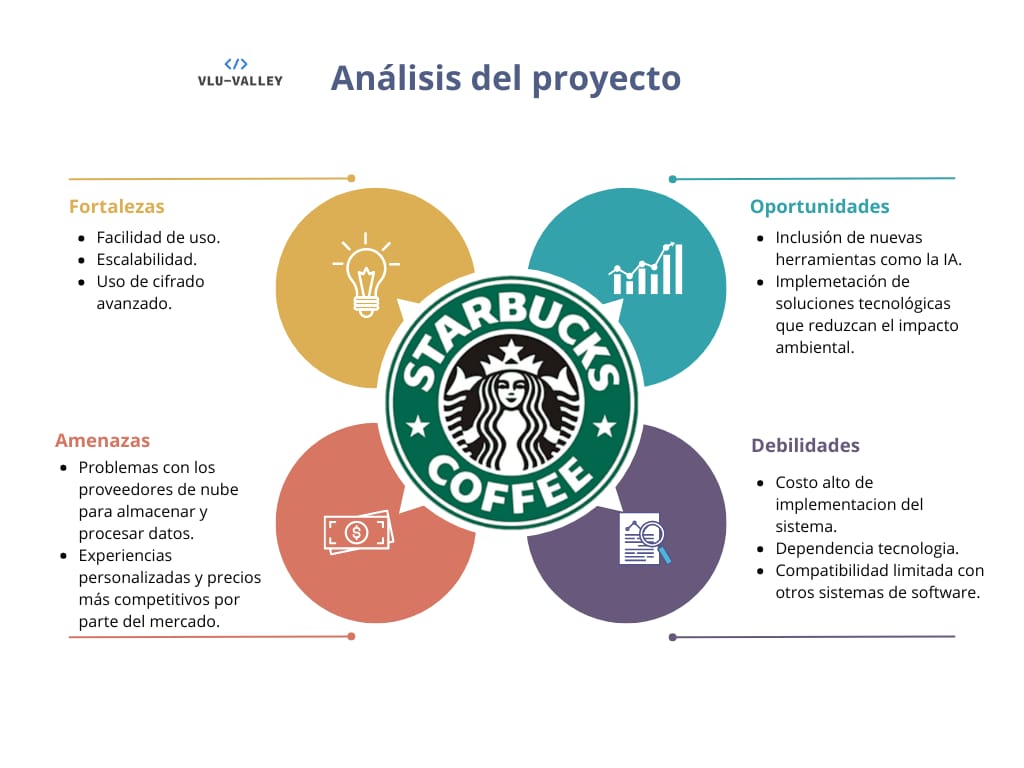 </>
VLU-VALLEY
Análisis del proyecto
Fortalezas
• Facilidad de uso.
• Escalabilidad.
• Uso de cifrado
avanzado.
Oportunidades
• Inclusión de nuevas
herramientas como la IA.
• Implemetación de
soluciones tecnológicas
que reduzcan el impacto
ambiental.
STARBUCKS
COFFEE
$
Amenazas
• Problemas con los
proveedores de nube
para almacenar y
procesar datos.
• Experiencias
personalizadas y precios
más competitivos por
parte del mercado.
Debilidades
• Costo alto de
implementacion del
sistema.
• Dependencia tecnologia.
• Compatibilidad limitada con
otros sistemas de software.